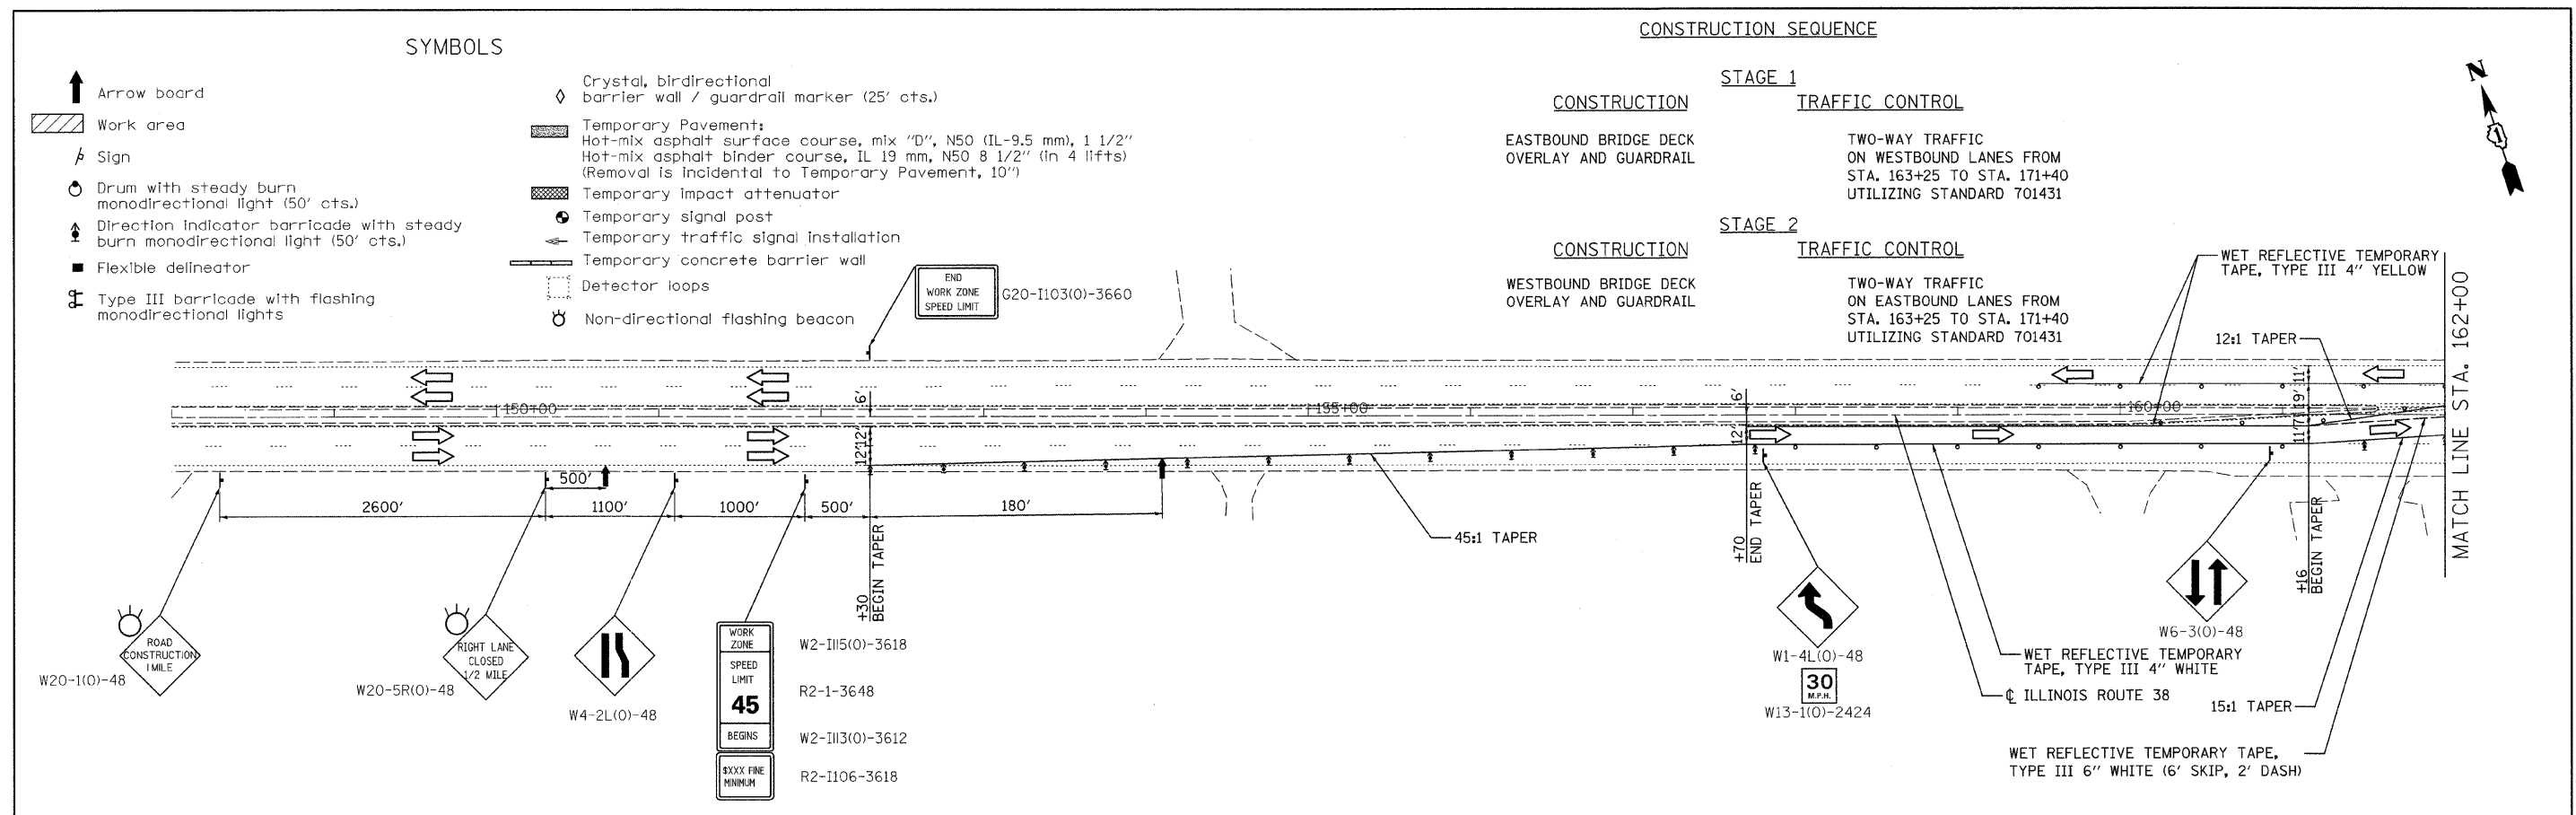 CONSTRUCTION SEQUENCE
SYMBOLS
Arrow board
Work area
Sign
Drum with steady burn
monodirectional light (50' cts.)
Direction indicator barricade with steady
burn monodirectional light (50' cts.)
Flexible delineator
Type III barricade with flashing
monodirectional lights
Crystal, birdirectional
barrier wall / guardrail marker (25' cts.)
Temporary Pavement:
Hot-mix asphalt surface course, mix "D", N50 (IL-9.5 mm), 1 1/2"
Hot-mix asphalt binder course, IL 19 mm, N50 8 1/2" (in 4 lifts)
(Removal is incidental to Temporary Pavement, 10")
Temporary impact attenuator
Temporary signal post
Temporary traffic signal installation
Temporary concrete barrier wall
Detector loops
Non-directional flashing beacon
STAGE 1
CONSTRUCTION
TRAFFIC CONTROL
EASTBOUND BRIDGE DECK
OVERLAY AND GUARDRAIL
TWO-WAY TRAFFIC
ON WESTBOUND LANES FROM
STA. 163+25 TO STA. 171+40
UTILIZING STANDARD 701431
STAGE 2
CONSTRUCTION
TRAFFIC CONTROL
WESTBOUND BRIDGE DECK
OVERLAY AND GUARDRAIL
TWO-WAY TRAFFIC
ON EASTBOUND LANES FROM
STA. 163+25 TO STA. 171+40
UTILIZING STANDARD 701431
N
WET REFLECTIVE TEMPORARY
TAPE, TYPE III 4" YELLOW
12:1 TAPER
MATCH LINE STA. 162+00
END
WORK ZONE
SPEED LIMIT
G20-I103(O)-3660
150+00
155+00
160+00
6'
12'
12'
6'
12'
11'
19'
7'
11'
2600'
500'
1100'
1000'
500'
180'
+30
BEGIN TAPER
45:1 TAPER
+70
END TAPER
+16
BEGIN TAPER
ROAD
CONSTRUCTION
1 MILE
W20-1(O)-48
RIGHT LANE
CLOSED
1/2 MILE
W20-5R(O)-48
W4-2L(O)-48
WORK
ZONE
SPEED
LIMIT
45
BEGINS
$XXX FINE
MINIMUM
W2-I115(O)-3618
R2-1-3648
W2-I113(O)-3612
R2-I106-3618
W1-4L(O)-48
30
M.P.H.
W13-1(O)-2424
W6-3(O)-48
WET REFLECTIVE TEMPORARY
TAPE, TYPE III 4" WHITE
℄ ILLINOIS ROUTE 38
15:1 TAPER
WET REFLECTIVE TEMPORARY TAPE,
TYPE III 6" WHITE (6' SKIP, 2' DASH)